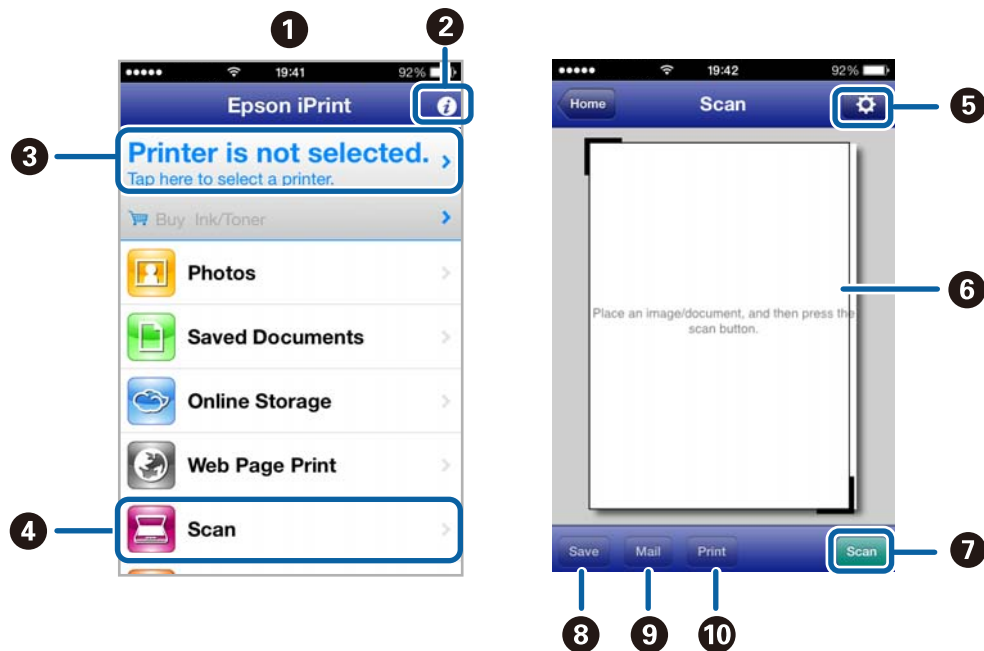 1
2
••••• 19:41 92%
Epson iPrint
3
Printer is not selected.
Tap here to select a printer.
Buy Ink/Toner
Photos
Saved Documents
Online Storage
Web Page Print
4
Scan
••••• 19:42 92%
Home Scan
5
6
Place an image/document, and then press the
scan button.
Save Mail Print Scan
7
8 9 10